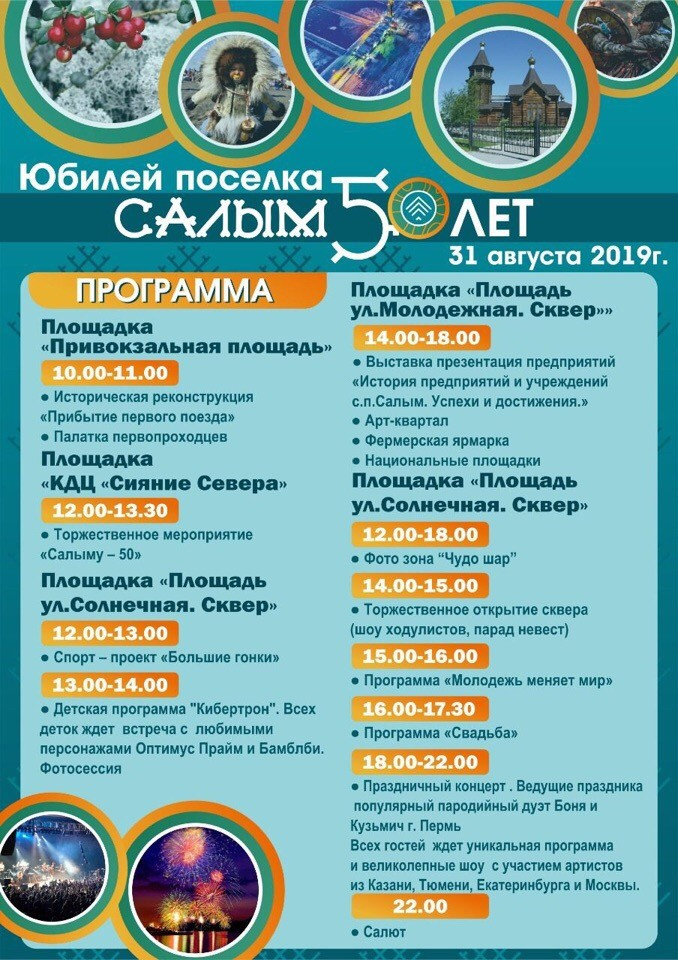 Юбилей поселка
САЛЫМ 50 ЛЕТ
31 августа 2019г.
ПРОГРАММА
Площадка
«Привокзальная площадь»
10.00-11.00
• Историческая реконструкция
«Прибытие первого поезда»
• Палатка первопроходцев
Площадка
«КДЦ «Сияние Севера»
12.00-13.30
• Торжественное мероприятие
«Салыму – 50»
Площадка «Площадь
ул.Солнечная. Сквер»
12.00-13.00
• Спорт – проект «Большие гонки»
13.00-14.00
• Детская программа "Кибертрон". Всех
деток ждет встреча с любимыми
персонажами Оптимус Прайм и Бамблби.
Фотосессия
Площадка «Площадь
ул.Молодежная. Сквер»»
14.00-18.00
• Выставка презентация предприятий
«История предприятий и учреждений
с.п.Салым. Успехи и достижения.»
• Арт-квартал
• Фермерская ярмарка
• Национальные площадки
Площадка «Площадь
ул.Солнечная. Сквер»
12.00-18.00
• Фото зона “Чудо шар”
14.00-15.00
• Торжественное открытие сквера
(шоу ходулистов, парад невест)
15.00-16.00
• Программа «Молодежь меняет мир»
16.00-17.30
• Программа «Свадьба»
18.00-22.00
• Праздничный концерт . Ведущие праздника
популярный пародийный дуэт Боня и
Кузьмич г. Пермь
Всех гостей ждет уникальная программа
и великолепные шоу с участием артистов
из Казани, Тюмени, Екатеринбурга и Москвы.
22.00
• Салют